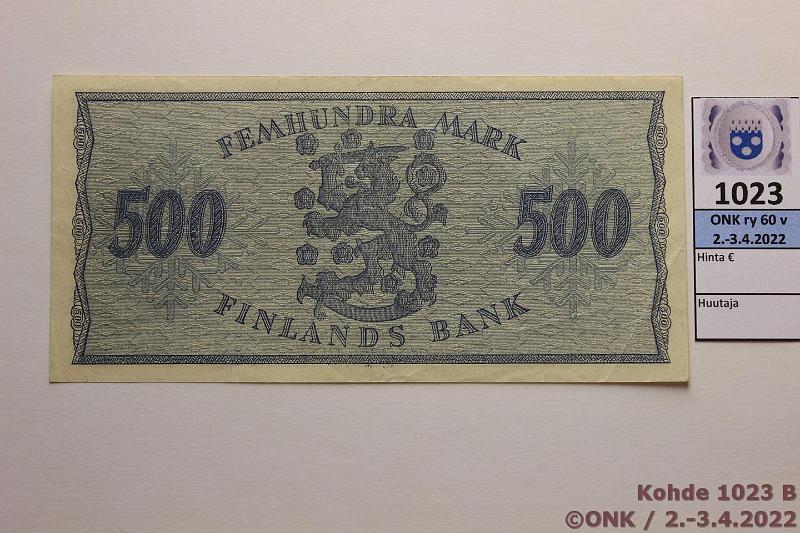 FEMHUNDRA MARK
500 500
FINLANDS BANK
1023
ONK ry 60 v
2.-3.4.2022
Hinta €
Huutaja
Kohde 1023 B
©ONK / 2.-3.4.2022